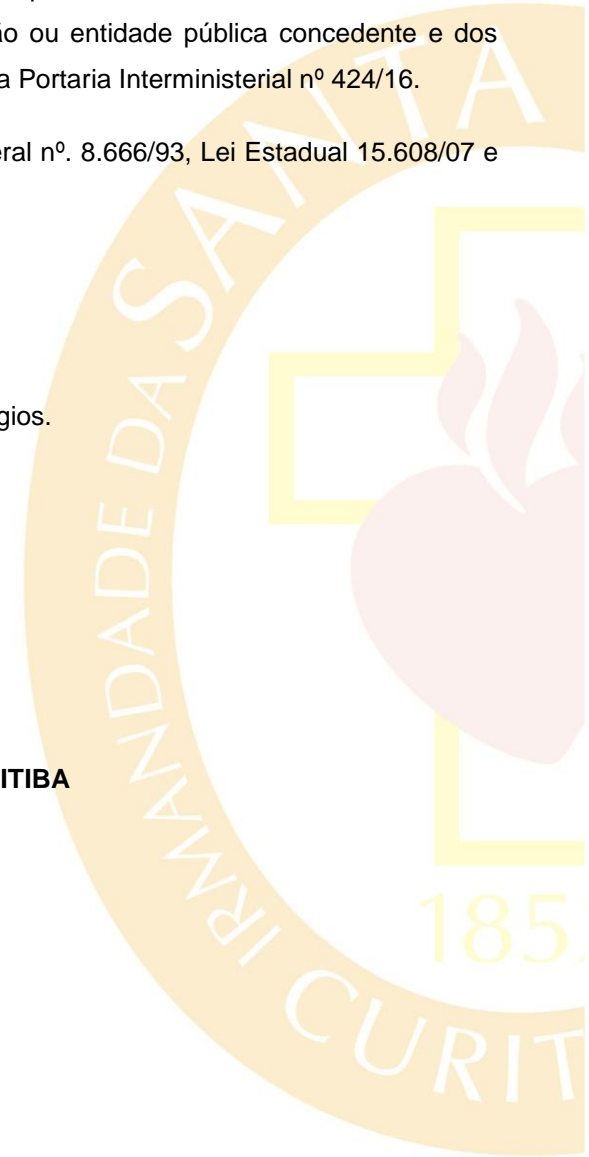 ão ou entidade pública concedente e dos
a Portaria Interministerial nº 424/16.
eral nº. 8.666/93, Lei Estadual 15.608/07 e
gios.
ITIBA
IRMANDADE DA SANTA
185
CURIT